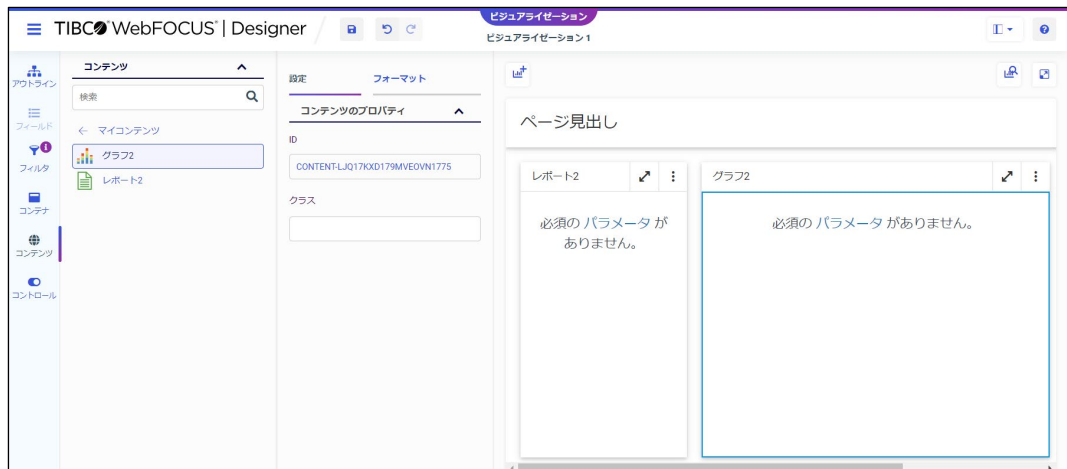 TIBCO WebFOCUS® | Designer
ビジュアライゼーション
ビジュアライゼーション 1
アウトライン
フィールド
1
フィルタ
コンテナ
コンテンツ
コントロール
コンテンツ
検索
← マイコンテンツ
グラフ2
レポート2
設定
フォーマット
コンテンツのプロパティ
ID
CONTENT-LJQ17KXD179MVEOVN1775
クラス
ページ見出し
レポート2
必須の パラメータ が
ありません。
グラフ2
必須の パラメータ がありません。